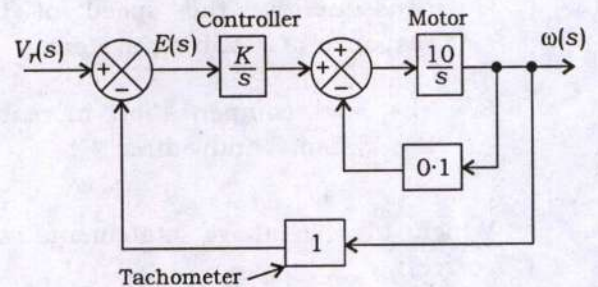 Controller
Motor
V_r(s)
E(s)
K/s
10/s
ω(s)
+
−
+
+
−
0·1
1
Tachometer